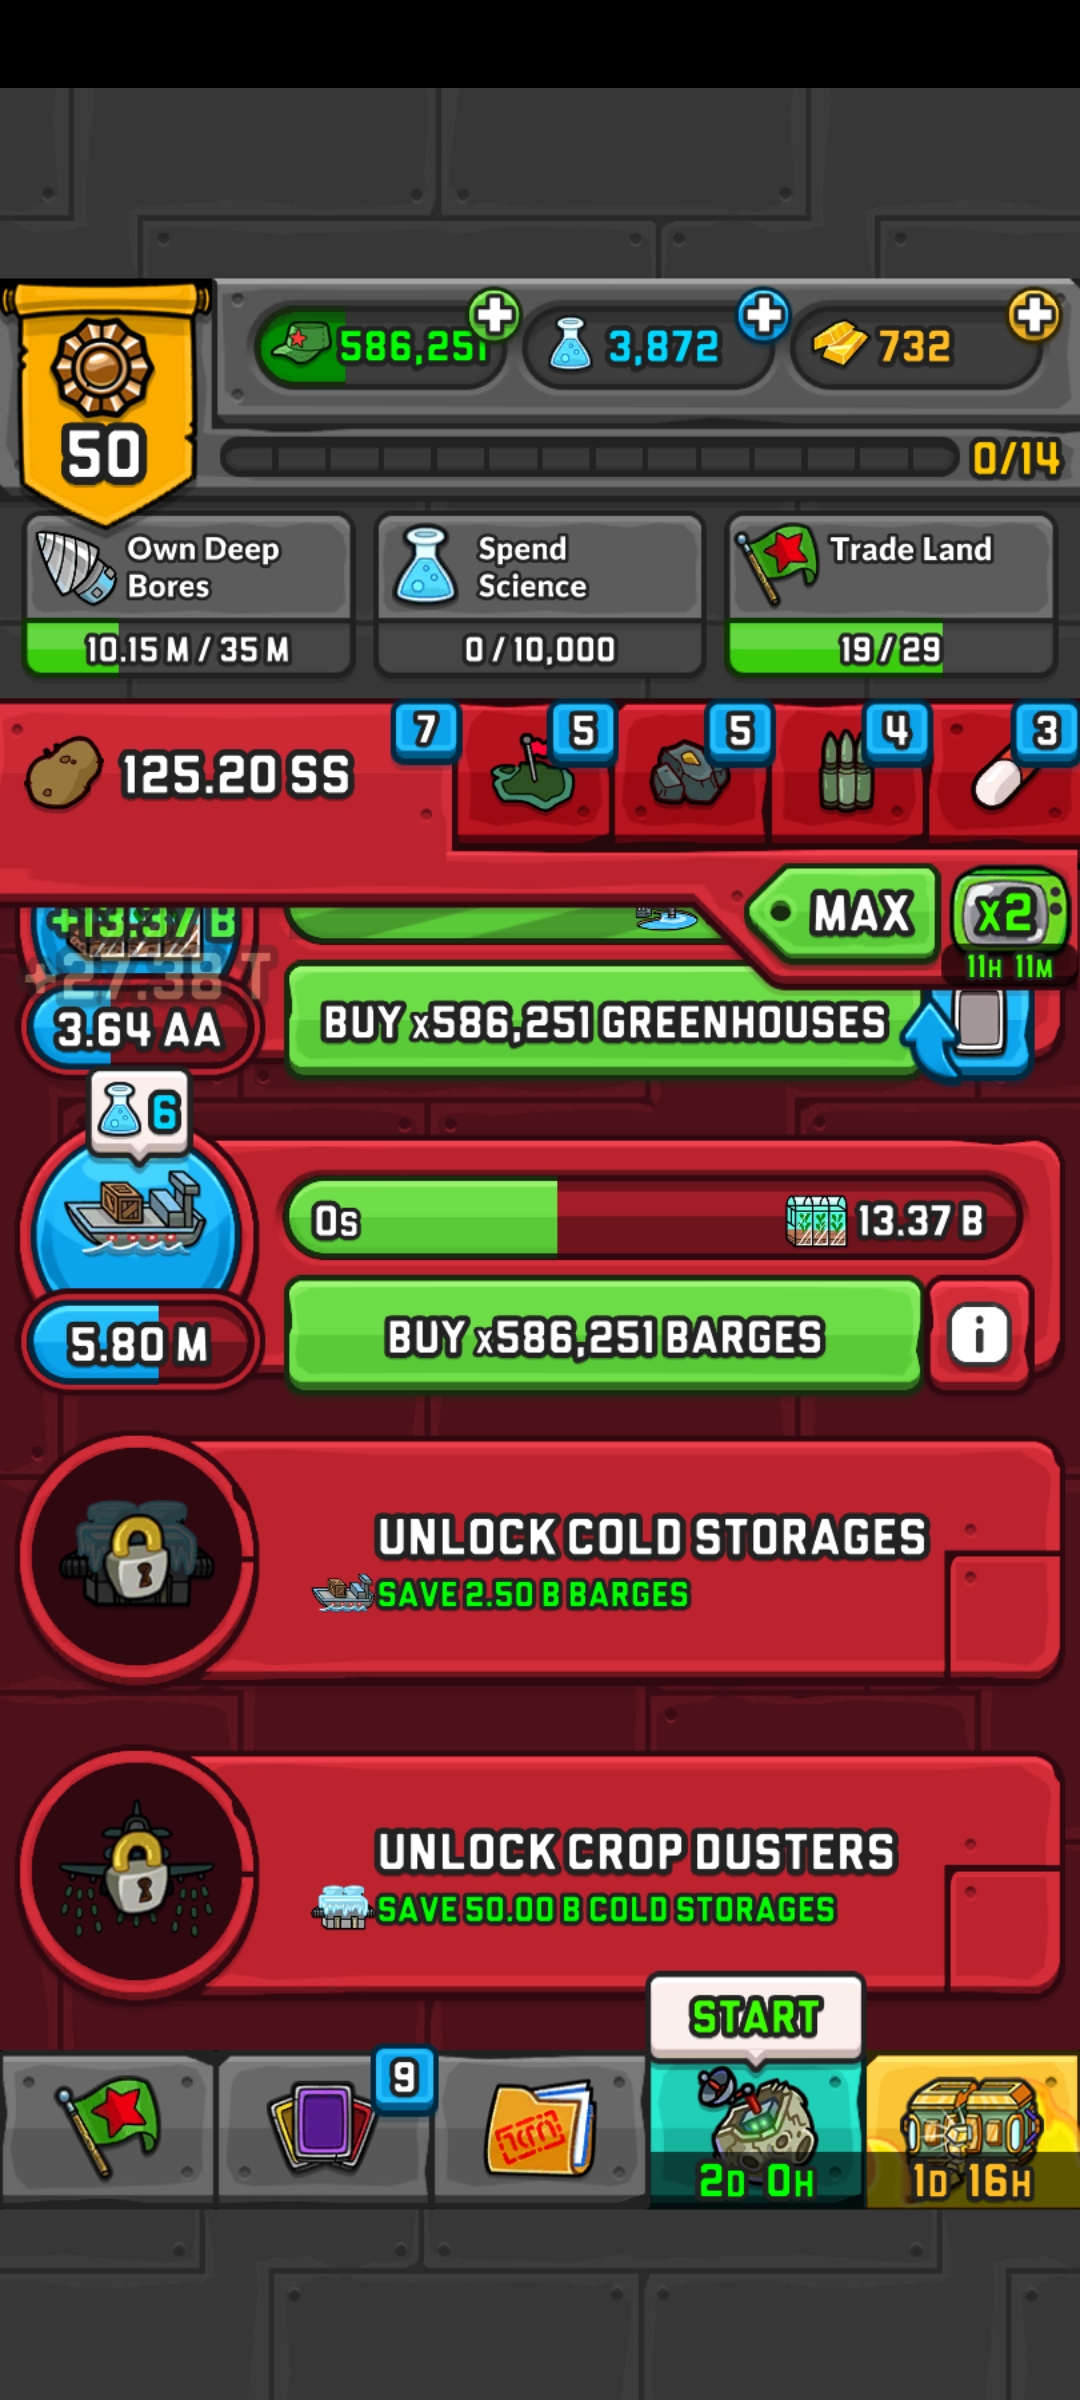 586,251
3,872
732
50
0/14
Own Deep
Bores
10.15 M / 35 M
Spend
Science
0 / 10,000
Trade Land
19 / 29
125.20 SS
7
5
5
4
3
MAX
x2
11H 11M
+13.37 B
+27.38 T
3.64 AA
BUY x586,251 GREENHOUSES
6
0s
13.37 B
5.80 M
BUY x586,251 BARGES
i
UNLOCK COLD STORAGES
SAVE 2.50 B BARGES
UNLOCK CROP DUSTERS
SAVE 50.00 B COLD STORAGES
START
9
2D 0H
1D 16H